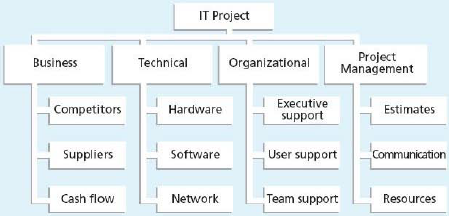 IT Project
Business
Technical
Organizational
Project
Management
Competitors
Hardware
Executive
support
Estimates
Suppliers
Software
User support
Communication
Cash flow
Network
Team support
Resources